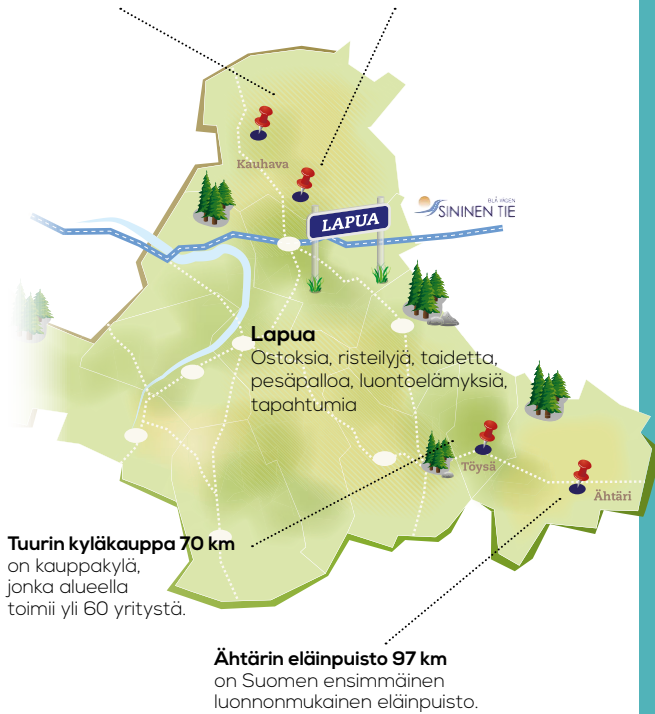 Kauhava
BLÅ VÄGEN
SININEN TIE
LAPUA
Lapua
Ostoksia, risteilyjä, taidetta,
pesäpalloa, luontoelämyksiä,
tapahtumia
Töysä
Ähtäri
Tuurin kyläkauppa 70 km
on kauppakylä,
jonka alueella
toimii yli 60 yritystä.
Ähtärin eläinpuisto 97 km
on Suomen ensimmäinen
luonnonmukainen eläinpuisto.